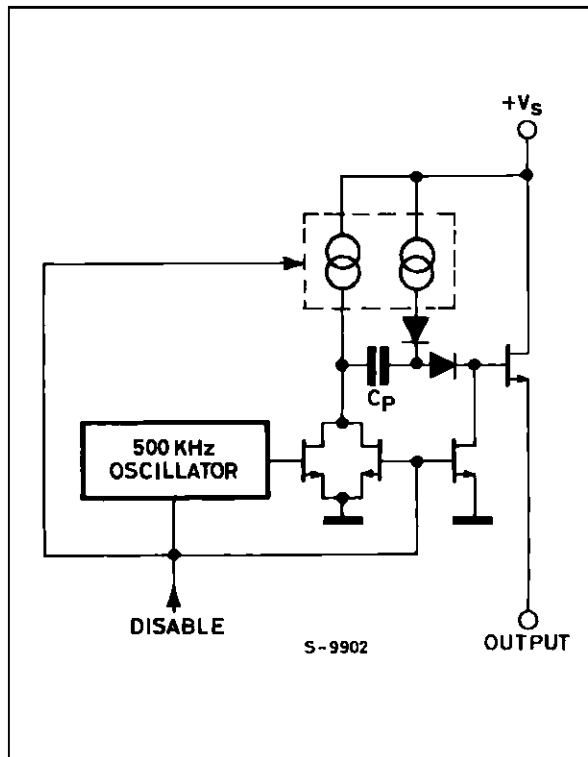 +VS
CP
500 KHz
OSCILLATOR
DISABLE
S-9902
OUTPUT